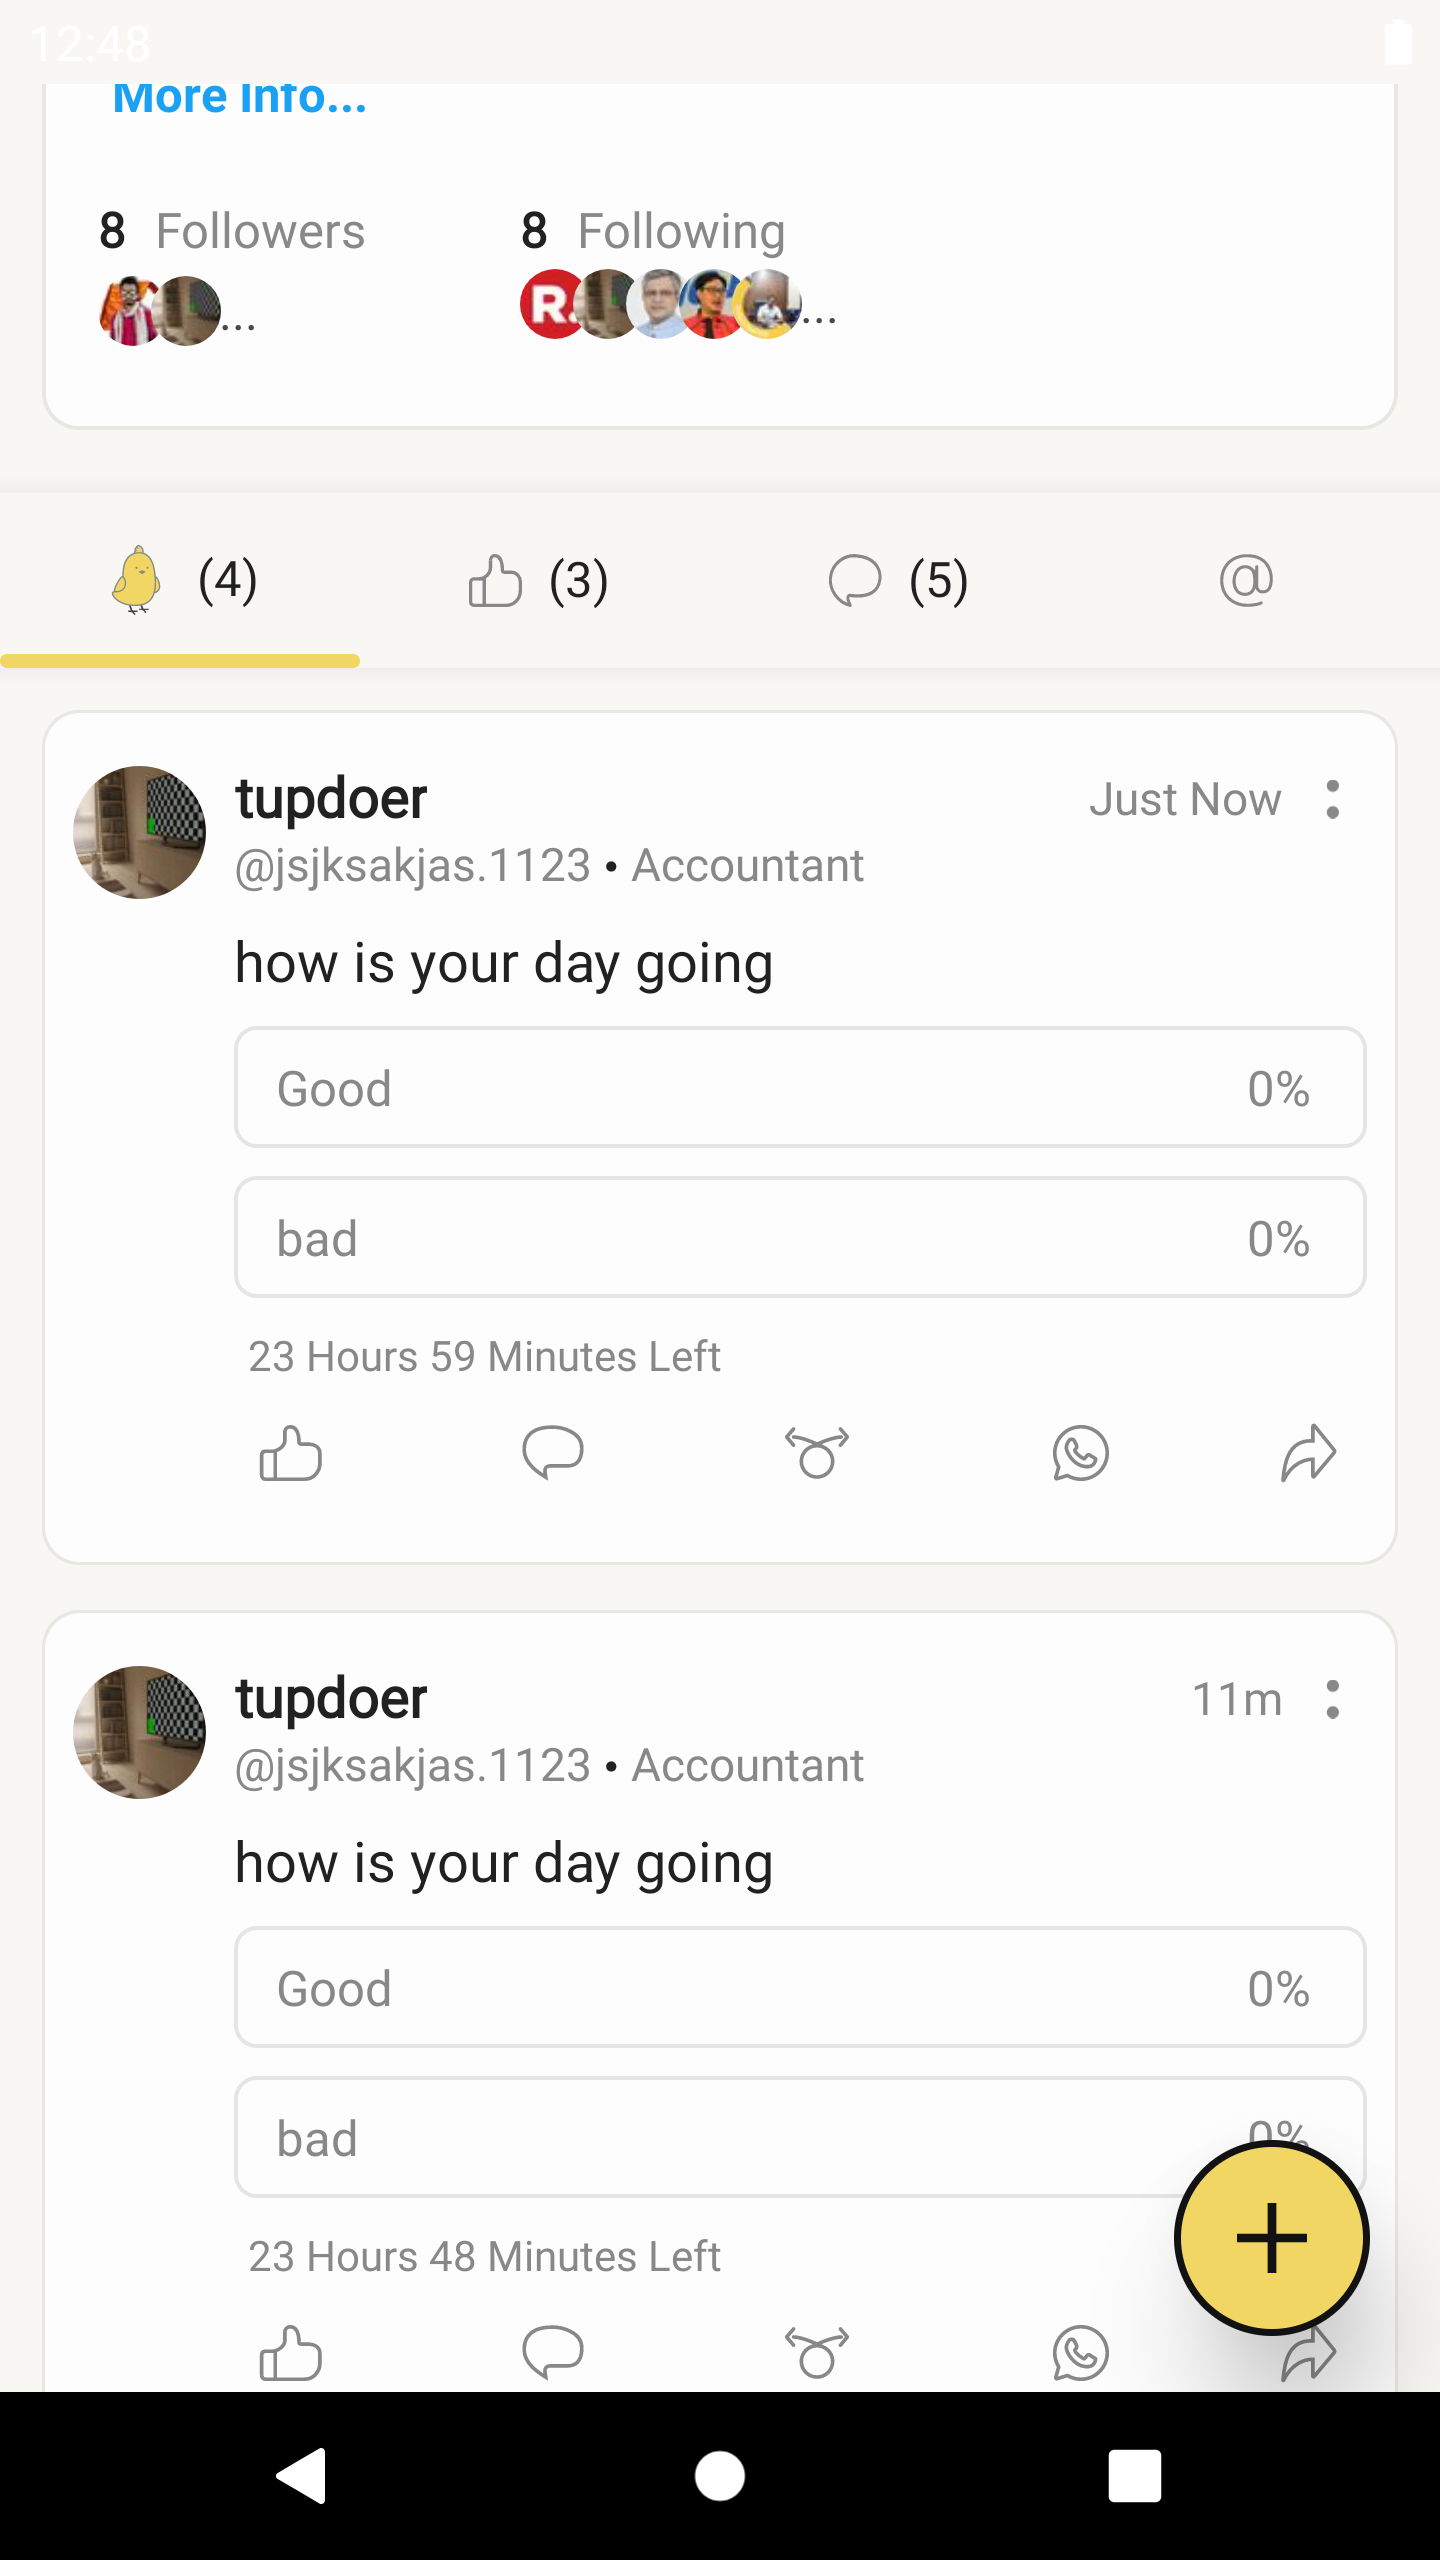 12:48
More Info...
8 Followers 8 Following
R.
... ...
(4) (3) (5) @
tupdoer Just Now
@jsjksakjas.1123 • Accountant
how is your day going
Good 0%
bad 0%
23 Hours 59 Minutes Left
tupdoer 11m
@jsjksakjas.1123 • Accountant
how is your day going
Good 0%
bad 0%
23 Hours 48 Minutes Left